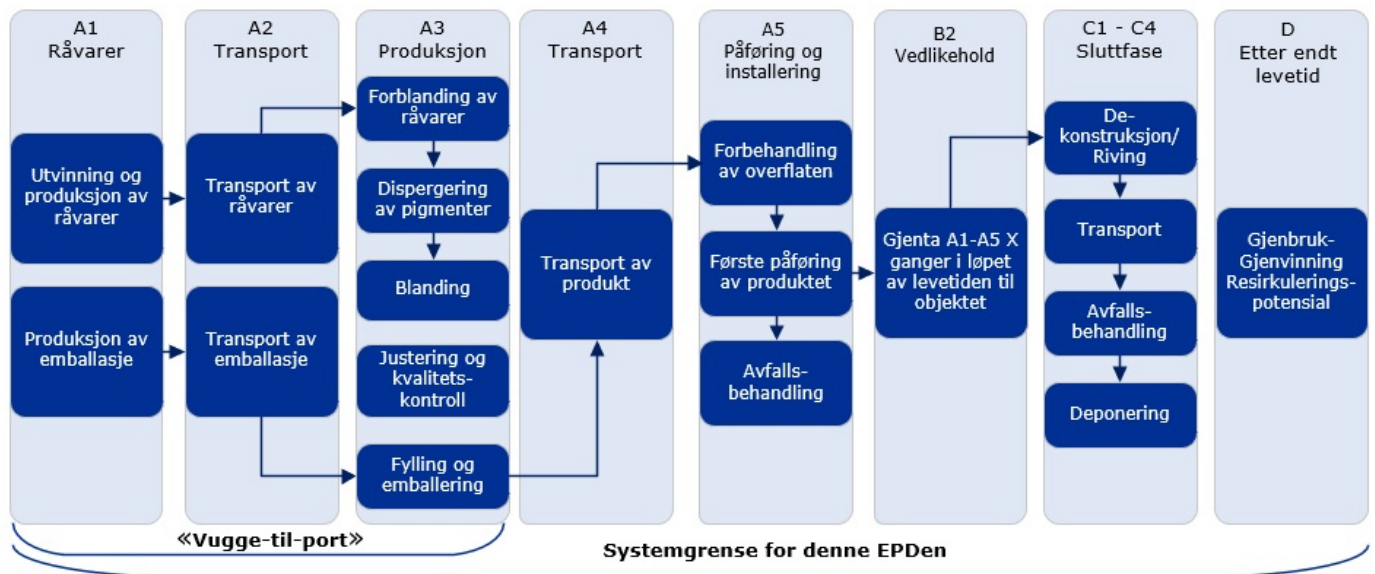 A1
Råvarer
Utvinning og
produksjon av
råvarer
Produksjon av
emballasje
A2
Transport
Transport av
råvarer
Transport av
emballasje
A3
Produksjon
Forblanding av
råvarer
Dispergering
av pigmenter
Blanding
Justering og
kvalitets-
kontroll
Fylling og
emballering
A4
Transport
Transport av
produkt
A5
Påføring og
installering
Forbehandling
av overflaten
Første påføring
av produktet
Avfalls-
behandling
B2
Vedlikehold
Gjenta A1-A5 X
ganger i løpet
av levetiden til
objektet
C1 - C4
Sluttfase
De-
konstruksjon/
Riving
Transport
Avfalls-
behandling
Deponering
D
Etter endt
levetid
Gjenbruk-
Gjenvinning
Resirkulerings-
potensial
«Vugge-til-port»
Systemgrense for denne EPDen